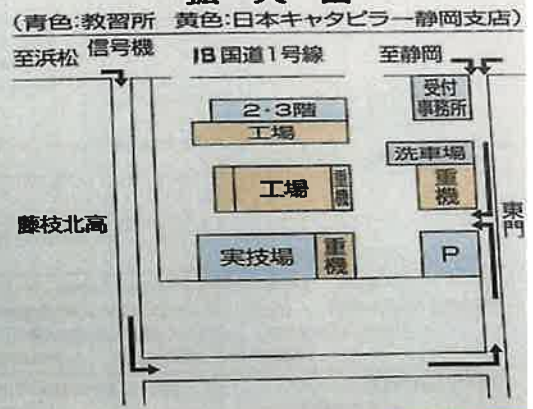 (青色:教習所 黄色:日本キャタピラー静岡支店)
至浜松 信号機 旧国道1号線 至静岡
受付
事務所
2・3階
工場
洗車場
工場
重機
重機
藤枝北高
東門
実技場
重機
P